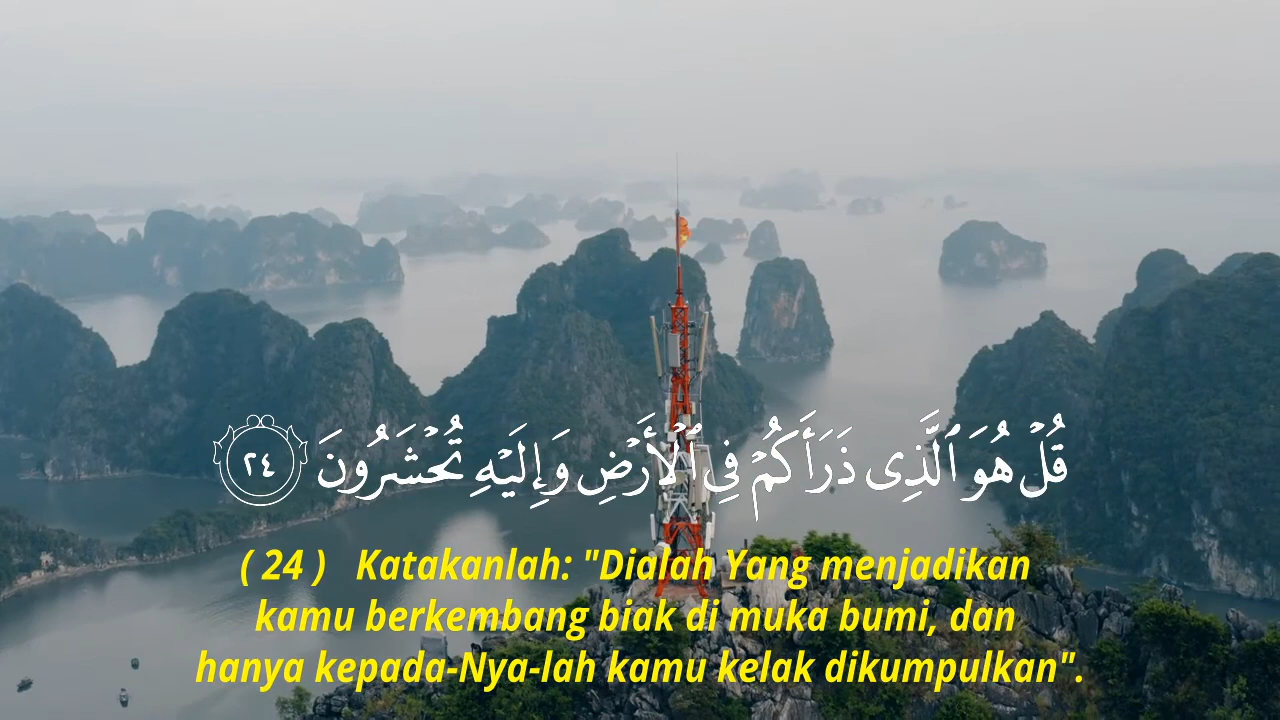 قُلْ هُوَ ٱلَّذِى ذَرَأَكُمْ فِى ٱلْأَرْضِ وَإِلَيْهِ تُحْشَرُونَ ٢٤
( 24 ) Katakanlah: "Dialah Yang menjadikan
kamu berkembang biak di muka bumi, dan
hanya kepada-Nya-lah kamu kelak dikumpulkan".